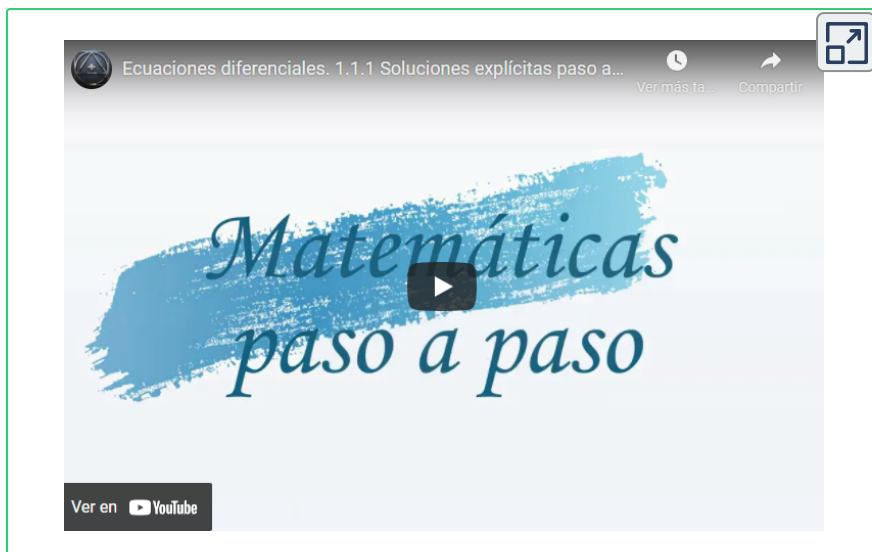 Ecuaciones diferenciales. 1.1.1 Soluciones explícitas paso a...
Ver más ta...
Compartir
Matemáticas
paso a paso
Ver en YouTube